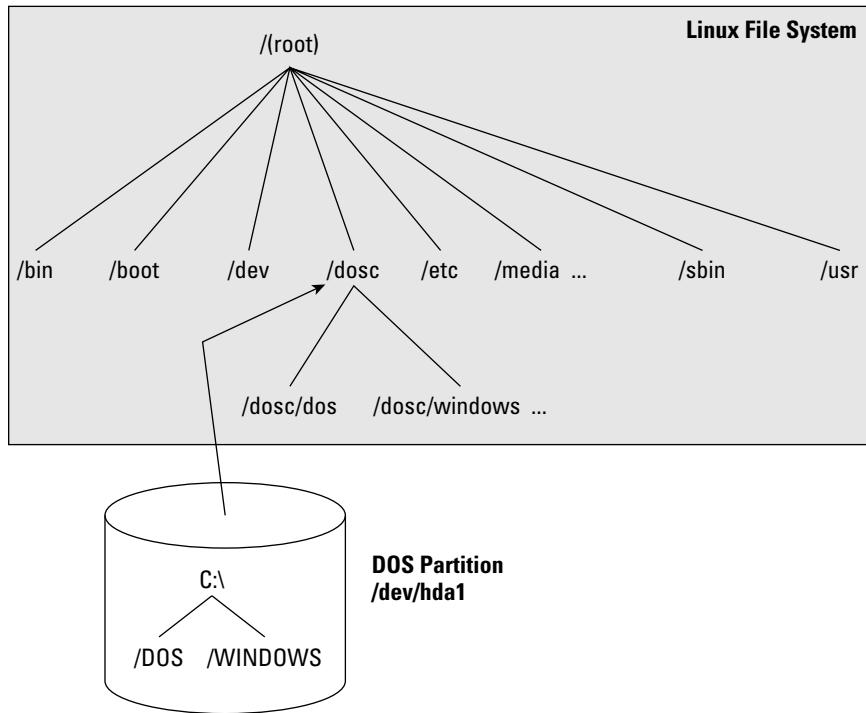 Linux File System
/(root)
/bin /boot /dev /dosc /etc /media ... /sbin /usr
/dosc/dos /dosc/windows ...
DOS Partition
/dev/hda1
C:\
/DOS /WINDOWS